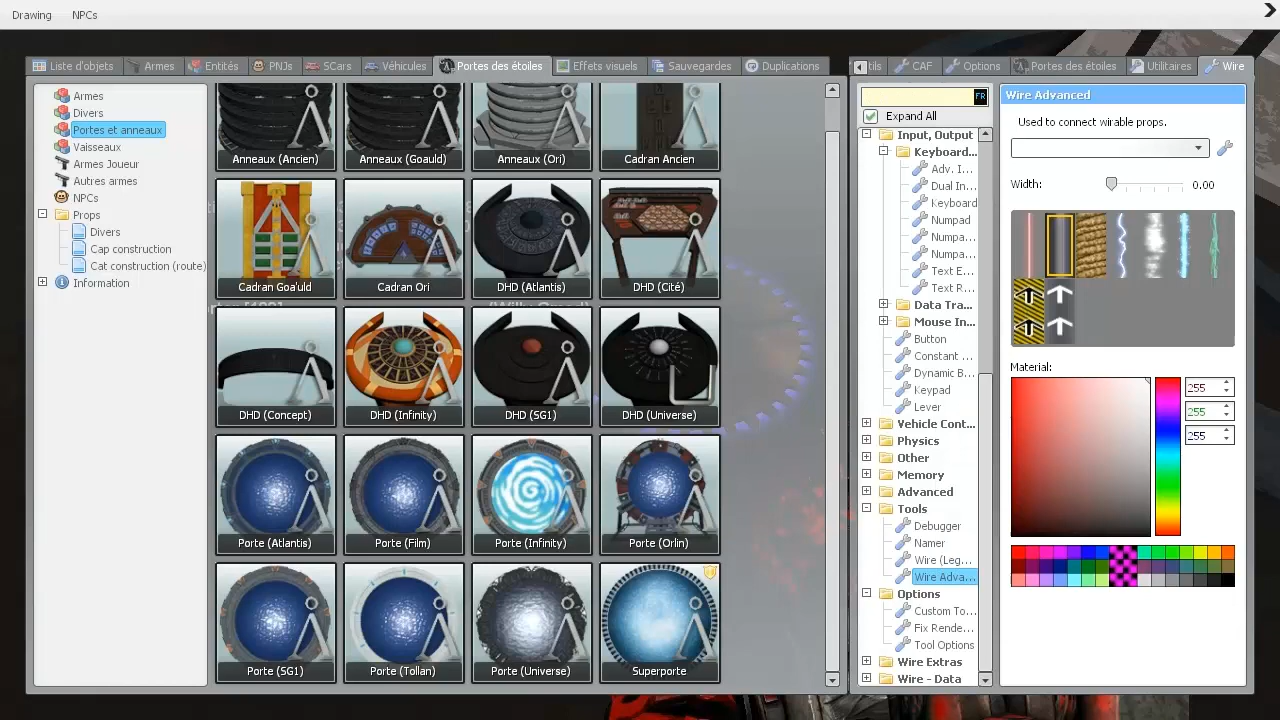 Drawing NPCs
Liste d'objets Armes Entités PNJs SCars Véhicules Portes des étoiles Effets visuels Sauvegardes Duplications
tils CAF Options Portes des étoiles Utilitaires Wire
Armes
Divers
Portes et anneaux
Vaisseaux
Armes Joueur
Autres armes
NPCs
Props
Divers
Cap construction
Cat construction (route)
Information
Anneaux (Ancien) Anneaux (Goauld) Anneaux (Ori) Cadran Ancien
Cadran Goa'uld Cadran Ori DHD (Atlantis) DHD (Cité)
DHD (Concept) DHD (Infinity) DHD (SG1) DHD (Universe)
Porte (Atlantis) Porte (Film) Porte (Infinity) Porte (Orlin)
Porte (SG1) Porte (Tollan) Porte (Universe) Superporte
FR
Expand All
Input, Output
Keyboard...
Adv. I...
Dual In...
Keyboard
Numpad
Numpa...
Numpa...
Text E...
Text R...
Data Tra...
Mouse In...
Button
Constant ...
Dynamic B...
Keypad
Lever
Vehicle Cont...
Physics
Other
Memory
Advanced
Tools
Debugger
Namer
Wire (Leg...
Wire Adva...
Options
Custom To...
Fix Rende...
Tool Options
Wire Extras
Wire - Data
Wire Advanced
Used to connect wirable props.
Width: 0.00
Material:
255
255
255